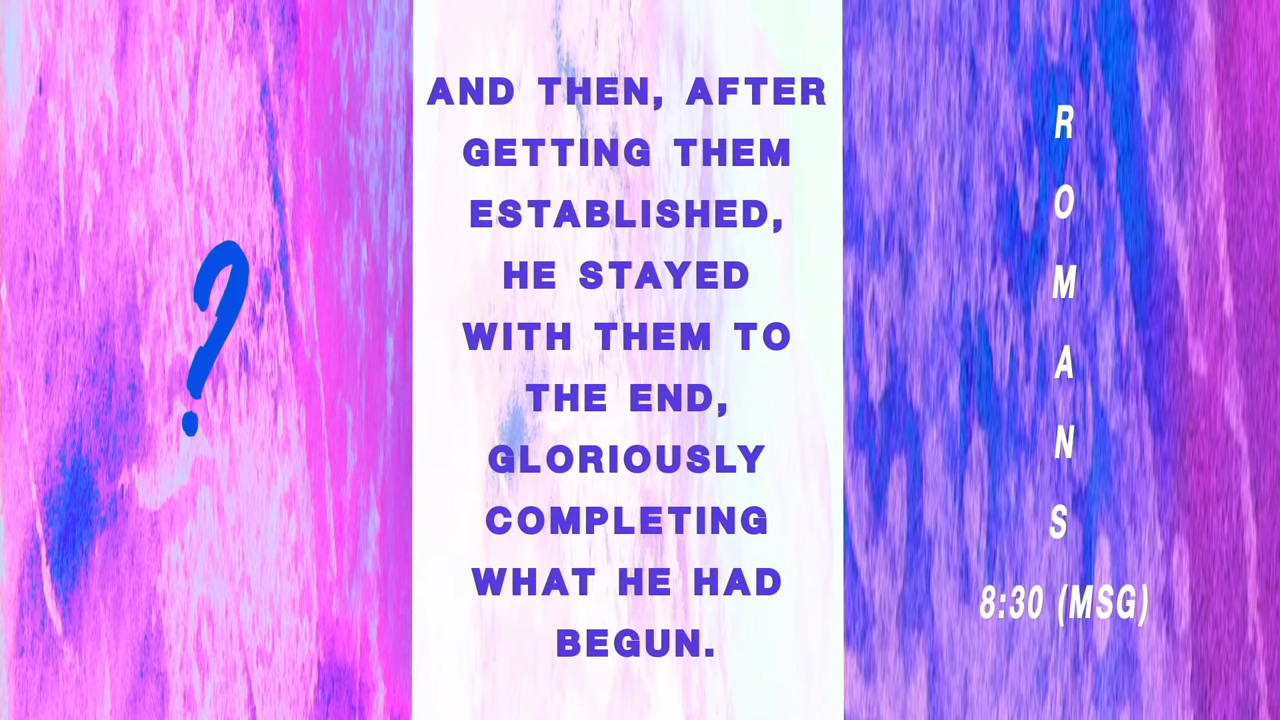 ?
AND THEN, AFTER
GETTING THEM
ESTABLISHED,
HE STAYED
WITH THEM TO
THE END,
GLORIOUSLY
COMPLETING
WHAT HE HAD
BEGUN.
ROMANS
8:30 (MSG)